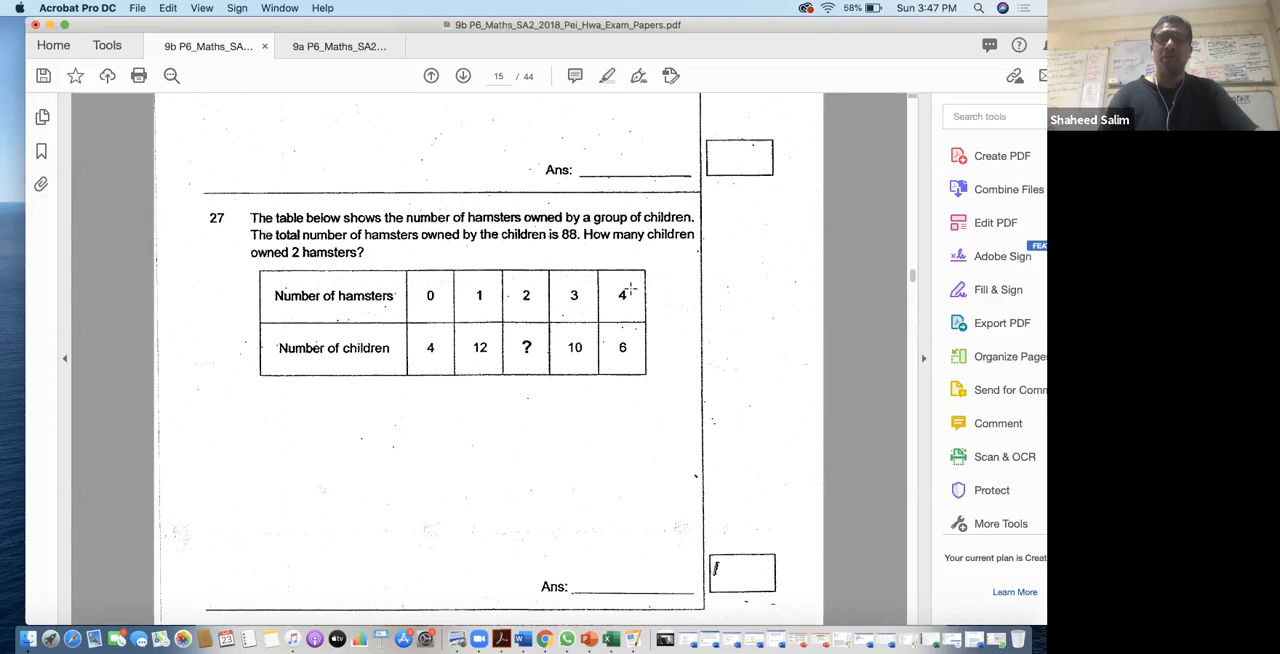 Acrobat Pro DC File Edit View Sign Window Help 58% Sun 3:47 PM
9b P6_Maths_SA2_2018_Pei_Hwa_Exam_Papers.pdf
Home Tools 9b P6_Maths_SA... × 9a P6_Maths_SA2...
15 / 44
Shaheed Salim
Search tools
Create PDF
Combine Files
Edit PDF
Adobe Sign
Fill & Sign
Export PDF
Organize Pages
Send for Comm
Comment
Scan & OCR
Protect
More Tools
Your current plan is Creat
Learn More
Ans:
27 The table below shows the number of hamsters owned by a group of children.
The total number of hamsters owned by the children is 88. How many children
owned 2 hamsters?
Number of hamsters 0 1 2 3 4
Number of children 4 12 ? 10 6
Ans: